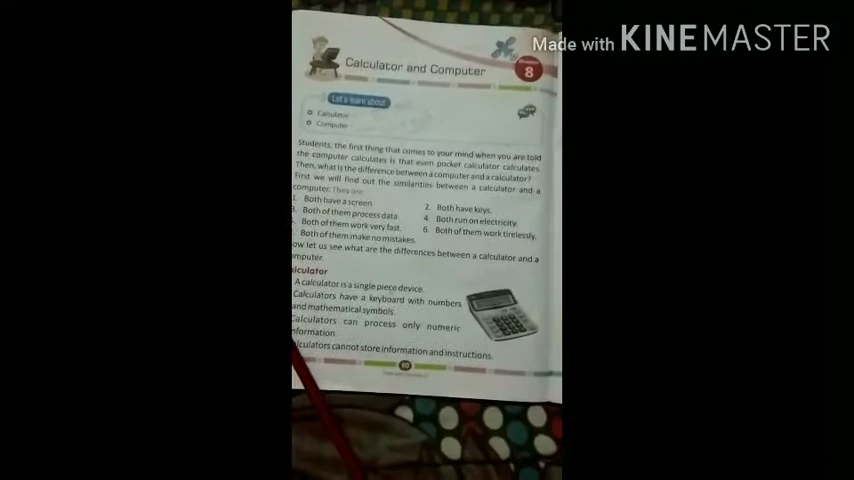 Made with KINEMASTER
Calculator and Computer
8
Let's learn about
Calculator
Computer
Students, the first thing that comes to your mind when you are told
the computer calculates is that even pocket calculator calculates.
Then, what is the difference between a computer and a calculator?
First we will find out the similarities between a calculator and a
computer. They are
1. Both have a screen 2. Both have keys.
3. Both of them process data 4. Both run on electricity.
. Both of them work very fast. 6. Both of them work tirelessly.
Both of them make no mistakes.
ow let us see what are the differences between a calculator and a
mputer.
lculator
A calculator is a single piece device.
Calculators have a keyboard with numbers
and mathematical symbols.
Calculators can process only numeric
nformation.
lculators cannot store information and instructions.